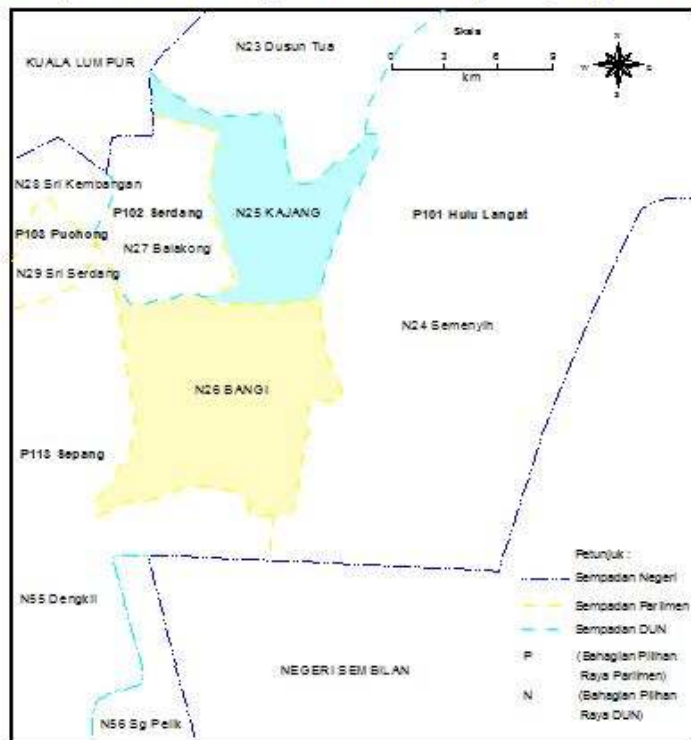 N23 Dusun Tua
Skala
0 3 6 9
km
N
W E
S
KUALA LUMPUR
N28 Sri Kembangan
P102 Serdang
N25 KAJANG
P101 Hulu Langat
P103 Puchong
N27 Balakong
N29 Sri Serdang
N24 Semenyih
N26 BANGI
P113 Sepang
Petunjuk :
Sempadan Negeri
N55 Dengkil
Sempadan Parlimen
Sempadan DUN
P (Bahagian Pilihan
Raya Parlimen)
NEGERI SEMBILAN
N (Bahagian Pilihan
Raya DUN)
N56 Sg Pelik